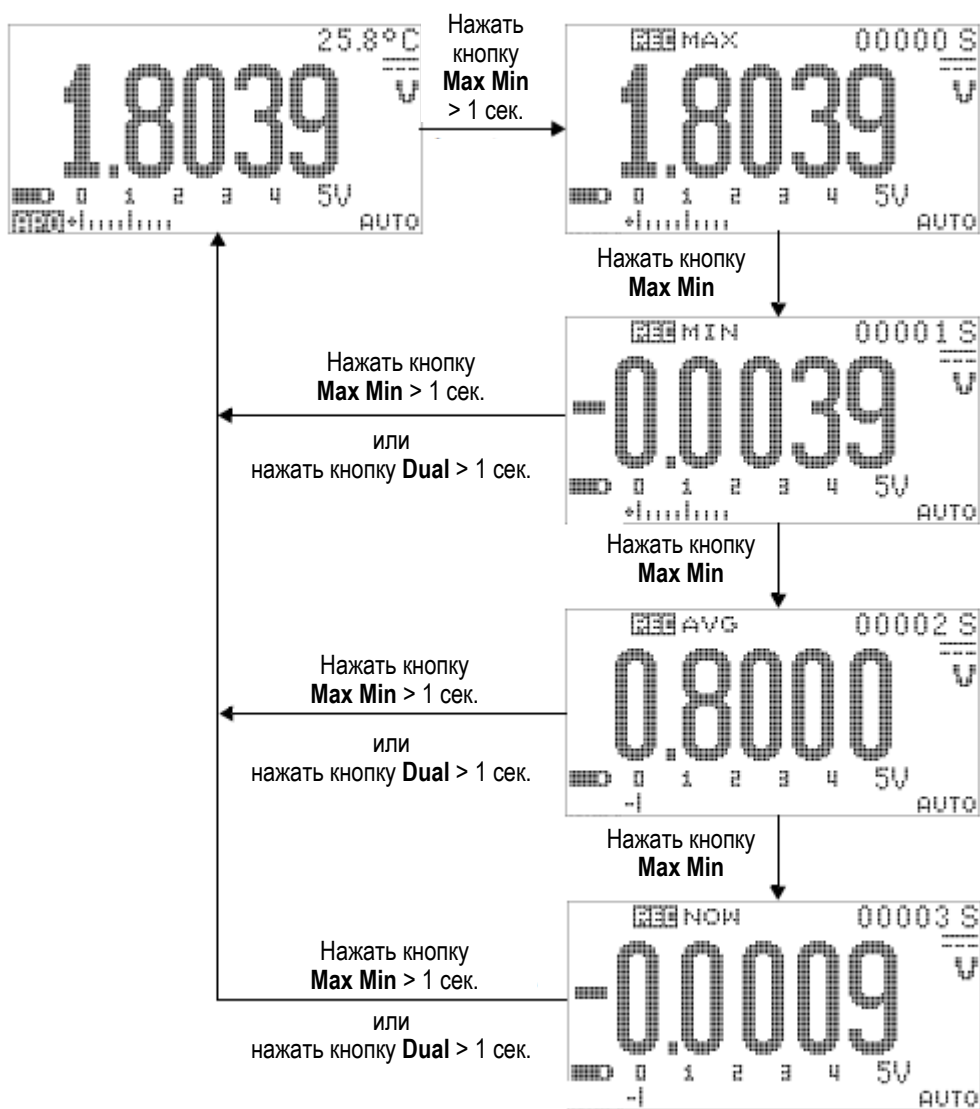 25.8°C
1.8039
V
0 1 2 3 4 5V
APO AUTO
Нажать
кнопку
Max Min
> 1 сек.
REC MAX 00000 S
1.8039
V
0 1 2 3 4 5V
AUTO
Нажать кнопку
Max Min
REC MIN 00001 S
-0.0039
V
0 1 2 3 4 5V
AUTO
Нажать кнопку
Max Min > 1 сек.
или
нажать кнопку Dual > 1 сек.
Нажать кнопку
Max Min
REC AVG 00002 S
0.8000
V
0 1 2 3 4 5V
AUTO
Нажать кнопку
Max Min > 1 сек.
или
нажать кнопку Dual > 1 сек.
Нажать кнопку
Max Min
REC NOW 00003 S
-0.0009
V
0 1 2 3 4 5V
AUTO
Нажать кнопку
Max Min > 1 сек.
или
нажать кнопку Dual > 1 сек.